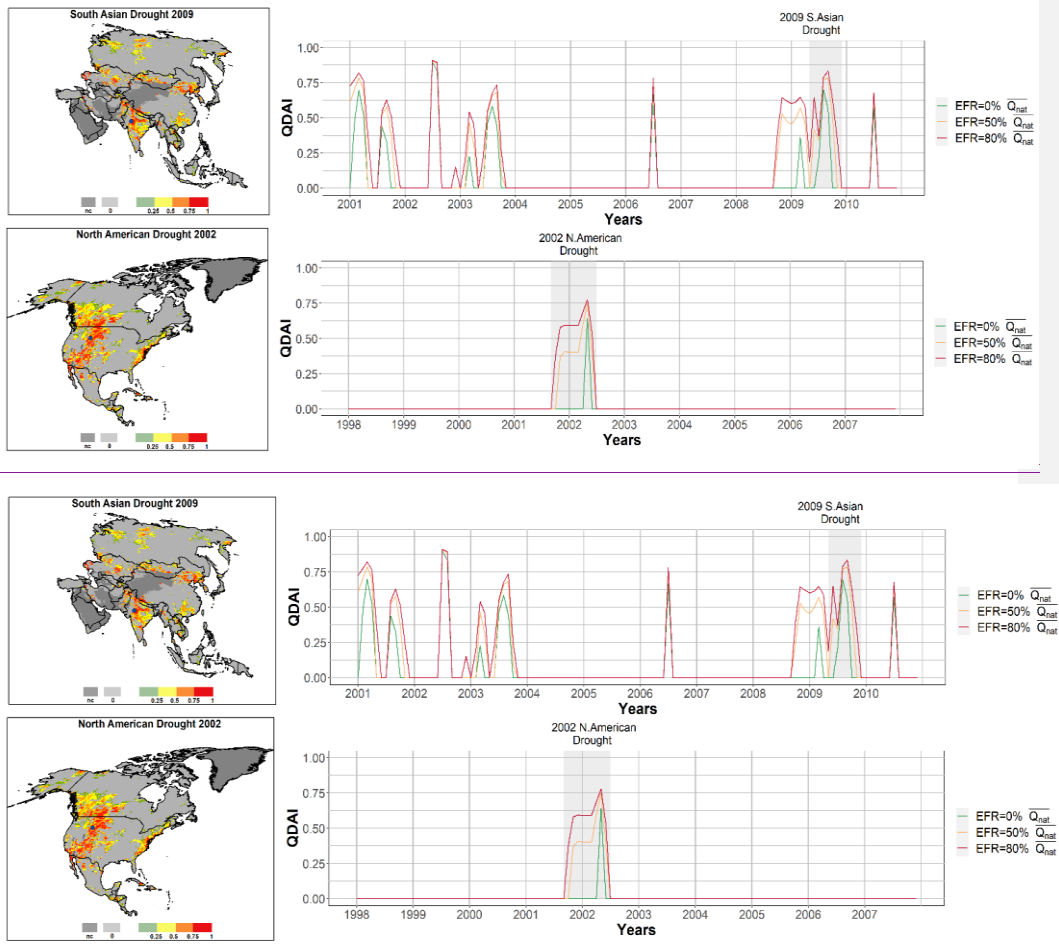 South Asian Drought 2009
nc 0 0.25 0.5 0.75 1
2009 S.Asian
Drought
QDAI
1.00
0.75
0.50
0.25
0.00
2001 2002 2003 2004 2005 2006 2007 2008 2009 2010
Years
EFR=0% Qnat
EFR=50% Qnat
EFR=80% Qnat
North American Drought 2002
nc 0 0.25 0.5 0.75 1
2002 N.American
Drought
QDAI
1.00
0.75
0.50
0.25
0.00
1998 1999 2000 2001 2002 2003 2004 2005 2006 2007
Years
EFR=0% Qnat
EFR=50% Qnat
EFR=80% Qnat
South Asian Drought 2009
nc 0 0.25 0.5 0.75 1
2009 S.Asian
Drought
QDAI
1.00
0.75
0.50
0.25
0.00
2001 2002 2003 2004 2005 2006 2007 2008 2009 2010
Years
EFR=0% Qnat
EFR=50% Qnat
EFR=80% Qnat
North American Drought 2002
nc 0 0.25 0.5 0.75 1
2002 N.American
Drought
QDAI
1.00
0.75
0.50
0.25
0.00
1998 1999 2000 2001 2002 2003 2004 2005 2006 2007
Years
EFR=0% Qnat
EFR=50% Qnat
EFR=80% Qnat